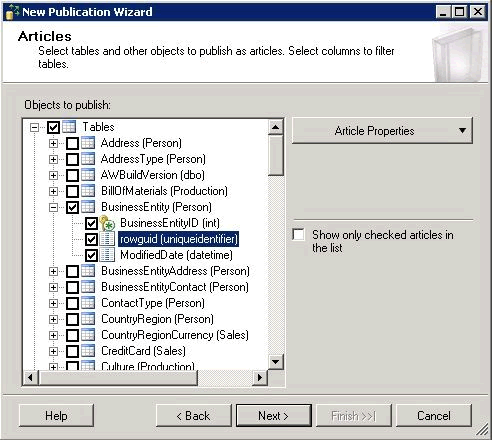 New Publication Wizard
Articles
Select tables and other objects to publish as articles. Select columns to filter
tables.
Objects to publish:
Tables
Address (Person)
AddressType (Person)
AWBuildVersion (dbo)
BillOfMaterials (Production)
BusinessEntity (Person)
BusinessEntityID (int)
rowguid (uniqueidentifier)
ModifiedDate (datetime)
BusinessEntityAddress (Person)
BusinessEntityContact (Person)
ContactType (Person)
CountryRegion (Person)
CountryRegionCurrency (Sales)
CreditCard (Sales)
Culture (Production)
Article Properties
Show only checked articles in
the list
Help
< Back
Next >
Finish >>|
Cancel